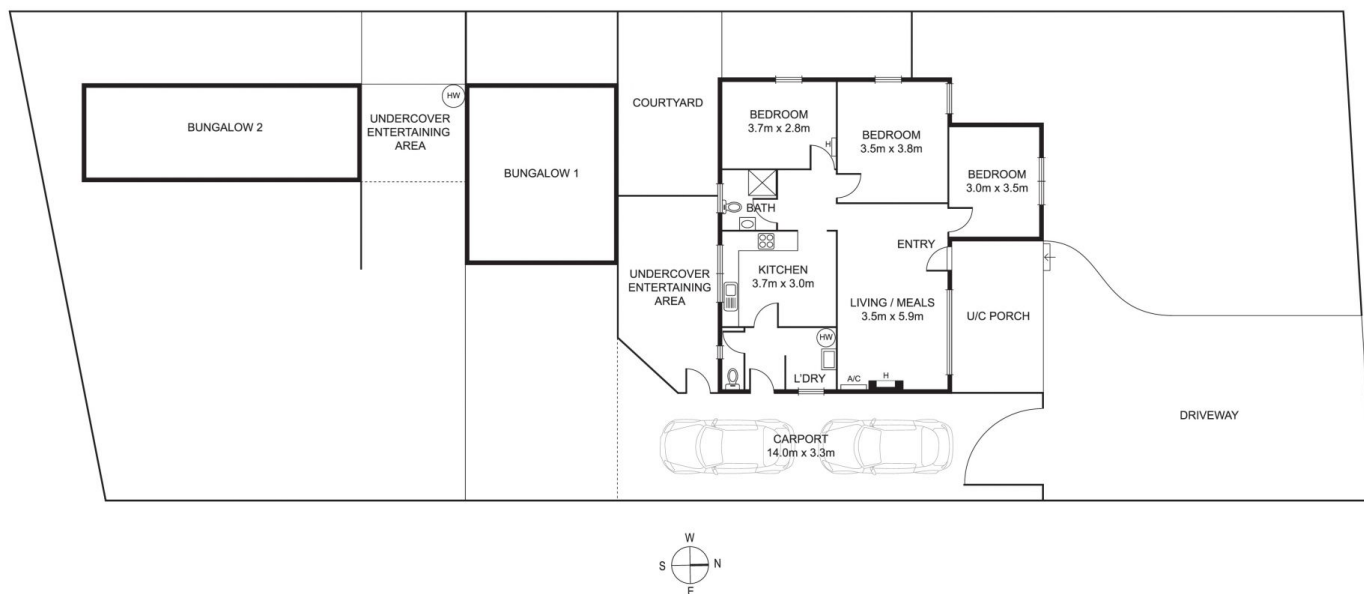 BUNGALOW 2
UNDERCOVER
ENTERTAINING
AREA
HW
BUNGALOW 1
COURTYARD
UNDERCOVER
ENTERTAINING
AREA
BEDROOM
3.7m x 2.8m
H
BEDROOM
3.5m x 3.8m
BEDROOM
3.0m x 3.5m
BATH
ENTRY
KITCHEN
3.7m x 3.0m
LIVING / MEALS
3.5m x 5.9m
U/C PORCH
HW
L'DRY
A/C
H
CARPORT
14.0m x 3.3m
DRIVEWAY
W
S
N
E